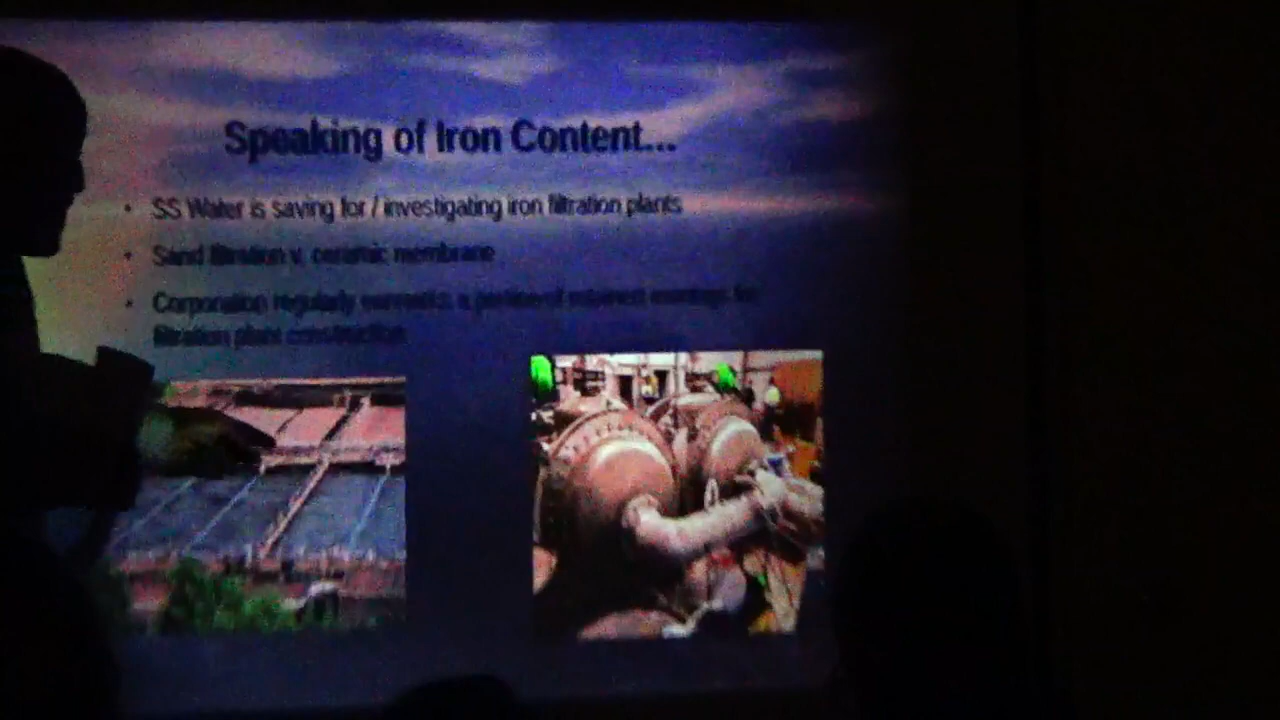 Speaking of Iron Content...
• SS Water is saving for / investigating iron filtration plants
• Sand filtration v. ceramic membrane
• Corporation regularly a portion of retained earnings for
filtration plant construction